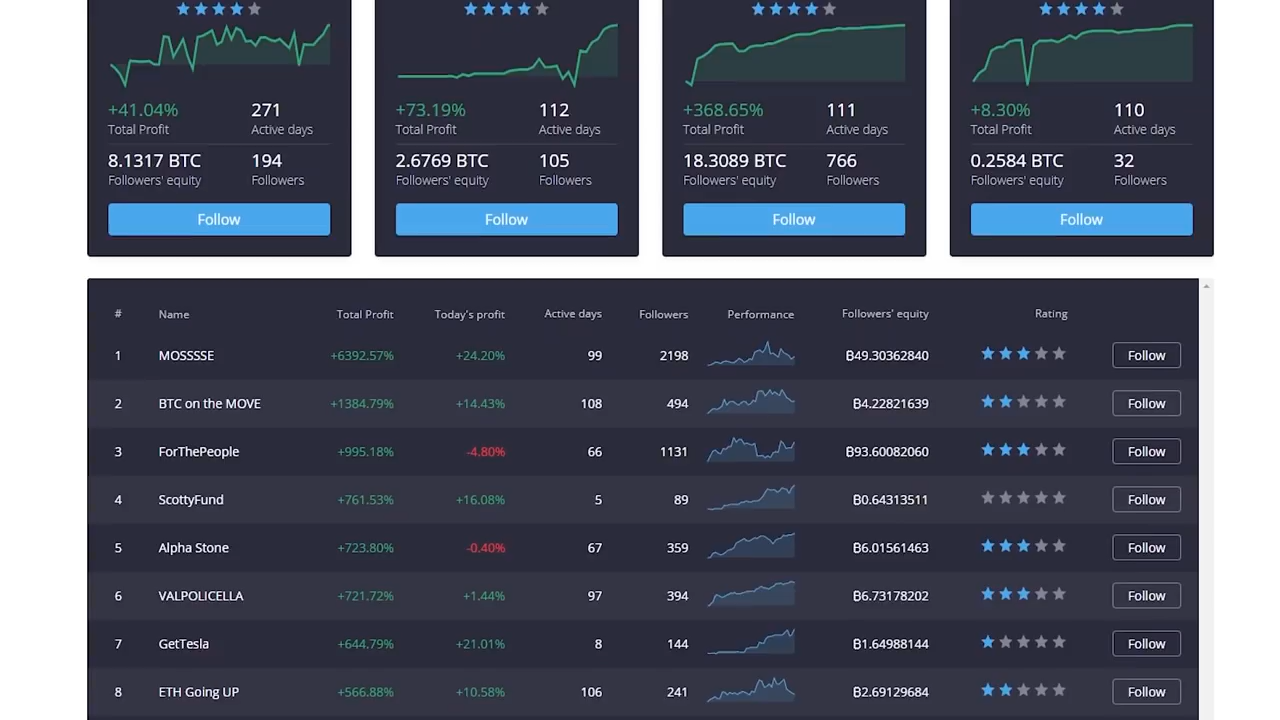 +41.04% 271 +73.19% 112 +368.65% 111 +8.30% 110
Total Profit Active days Total Profit Active days Total Profit Active days Total Profit Active days
8.1317 BTC 194 2.6769 BTC 105 18.3089 BTC 766 0.2584 BTC 32
Followers' equity Followers Followers' equity Followers Followers' equity Followers Followers' equity Followers
Follow Follow Follow Follow
# Name Total Profit Today's profit Active days Followers Performance Followers' equity Rating
1 MOSSSSE +6392.57% +24.20% 99 2198 ₿49.30362840 Follow
2 BTC on the MOVE +1384.79% +14.43% 108 494 ₿4.22821639 Follow
3 ForThePeople +995.18% -4.80% 66 1131 ₿93.60082060 Follow
4 ScottyFund +761.53% +16.08% 5 89 ₿0.64313511 Follow
5 Alpha Stone +723.80% -0.40% 67 359 ₿6.01561463 Follow
6 VALPOLICELLA +721.72% +1.44% 97 394 ₿6.73178202 Follow
7 GetTesla +644.79% +21.01% 8 144 ₿1.64988144 Follow
8 ETH Going UP +566.88% +10.58% 106 241 ₿2.69129684 Follow